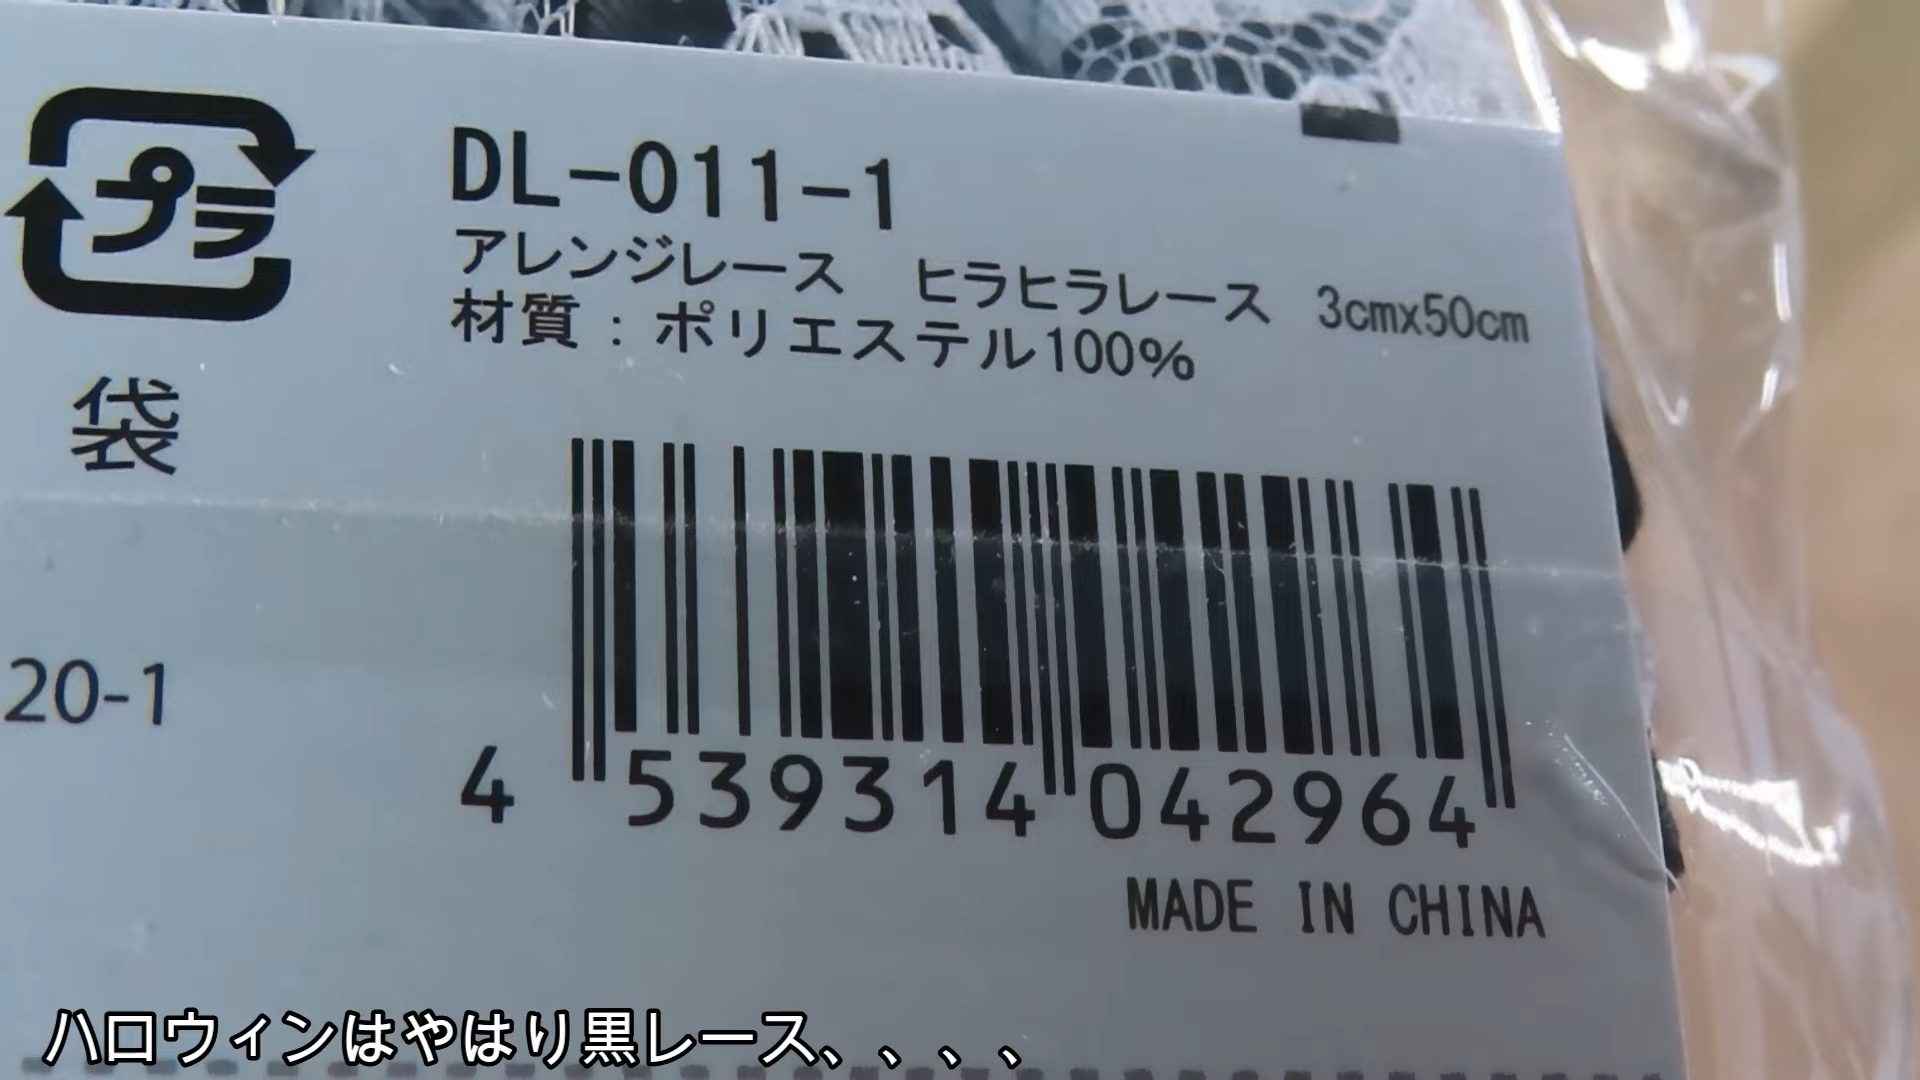 プラ
袋
DL-011-1
アレンジレース　ヒラヒラレース　3cmx50cm
材質：ポリエステル100%
20-1
4 539314 042964
MADE IN CHINA
ハロウィンはやはり黒レース、、、、